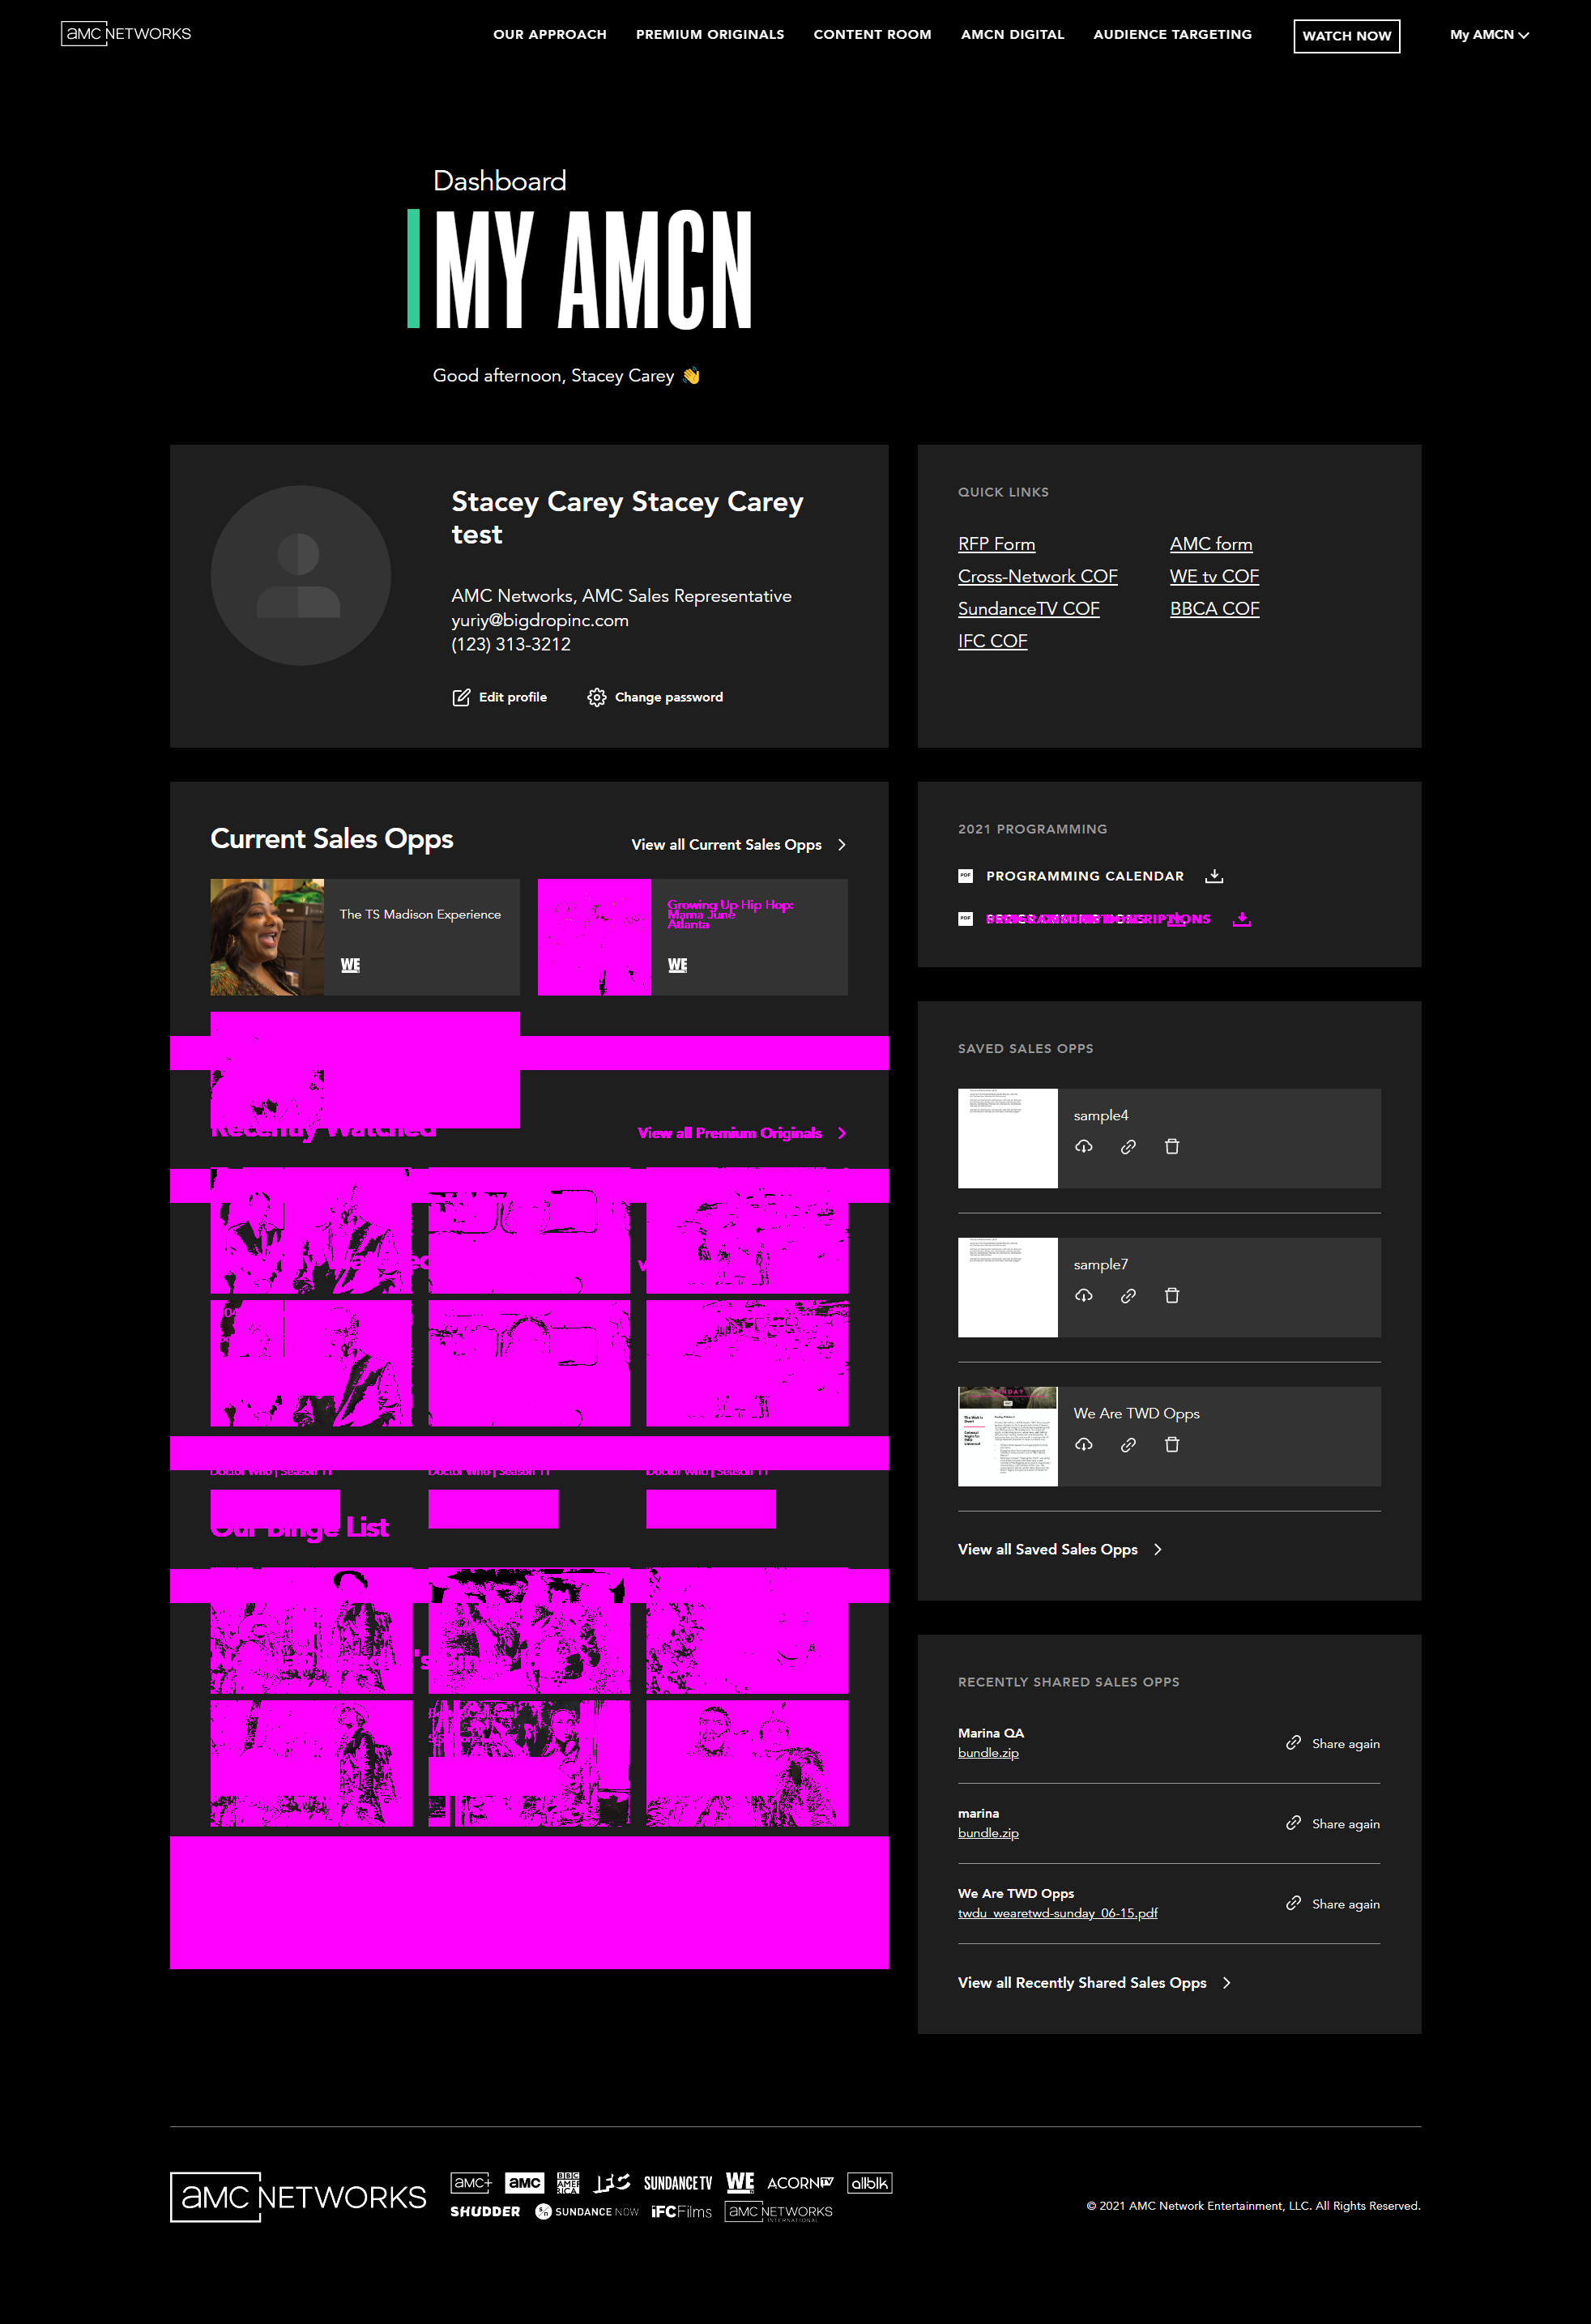 AMC NETWORKS
OUR APPROACH PREMIUM ORIGINALS CONTENT ROOM AMCN DIGITAL AUDIENCE TARGETING WATCH NOW My AMCN
Dashboard
MY AMCN
Good afternoon, Stacey Carey 👋
Stacey Carey Stacey Carey
test
AMC Networks, AMC Sales Representative
yuriy@bigdropinc.com
(123) 313-3212
Edit profile Change password
QUICK LINKS
RFP Form AMC form
Cross-Network COF WE tv COF
SundanceTV COF BBCA COF
IFC COF
Current Sales Opps View all Current Sales Opps
The TS Madison Experience
WE
Growing Up Hip Hop:
Mama June
Atlanta
WE
Recently Watched View all Premium Originals
Doctor Who | Season 11 Doctor Who | Season 11 Doctor Who | Season 11
Our Binge List
2021 PROGRAMMING
PDF PROGRAMMING CALENDAR
PDF
SAVED SALES OPPS
sample4
sample7
SUNDAY
We Are TWD Opps
View all Saved Sales Opps
RECENTLY SHARED SALES OPPS
Marina QA
bundle.zip Share again
marina
bundle.zip Share again
We Are TWD Opps
twdu_wearetwd-sunday_06-15.pdf Share again
View all Recently Shared Sales Opps
AMC NETWORKS
amc+ amc BBC AMERICA IFC SUNDANCE TV WE ACORN TV allblk
SHUDDER SUNDANCE NOW IFC Films AMC NETWORKS INTERNATIONAL
© 2021 AMC Network Entertainment, LLC. All Rights Reserved.